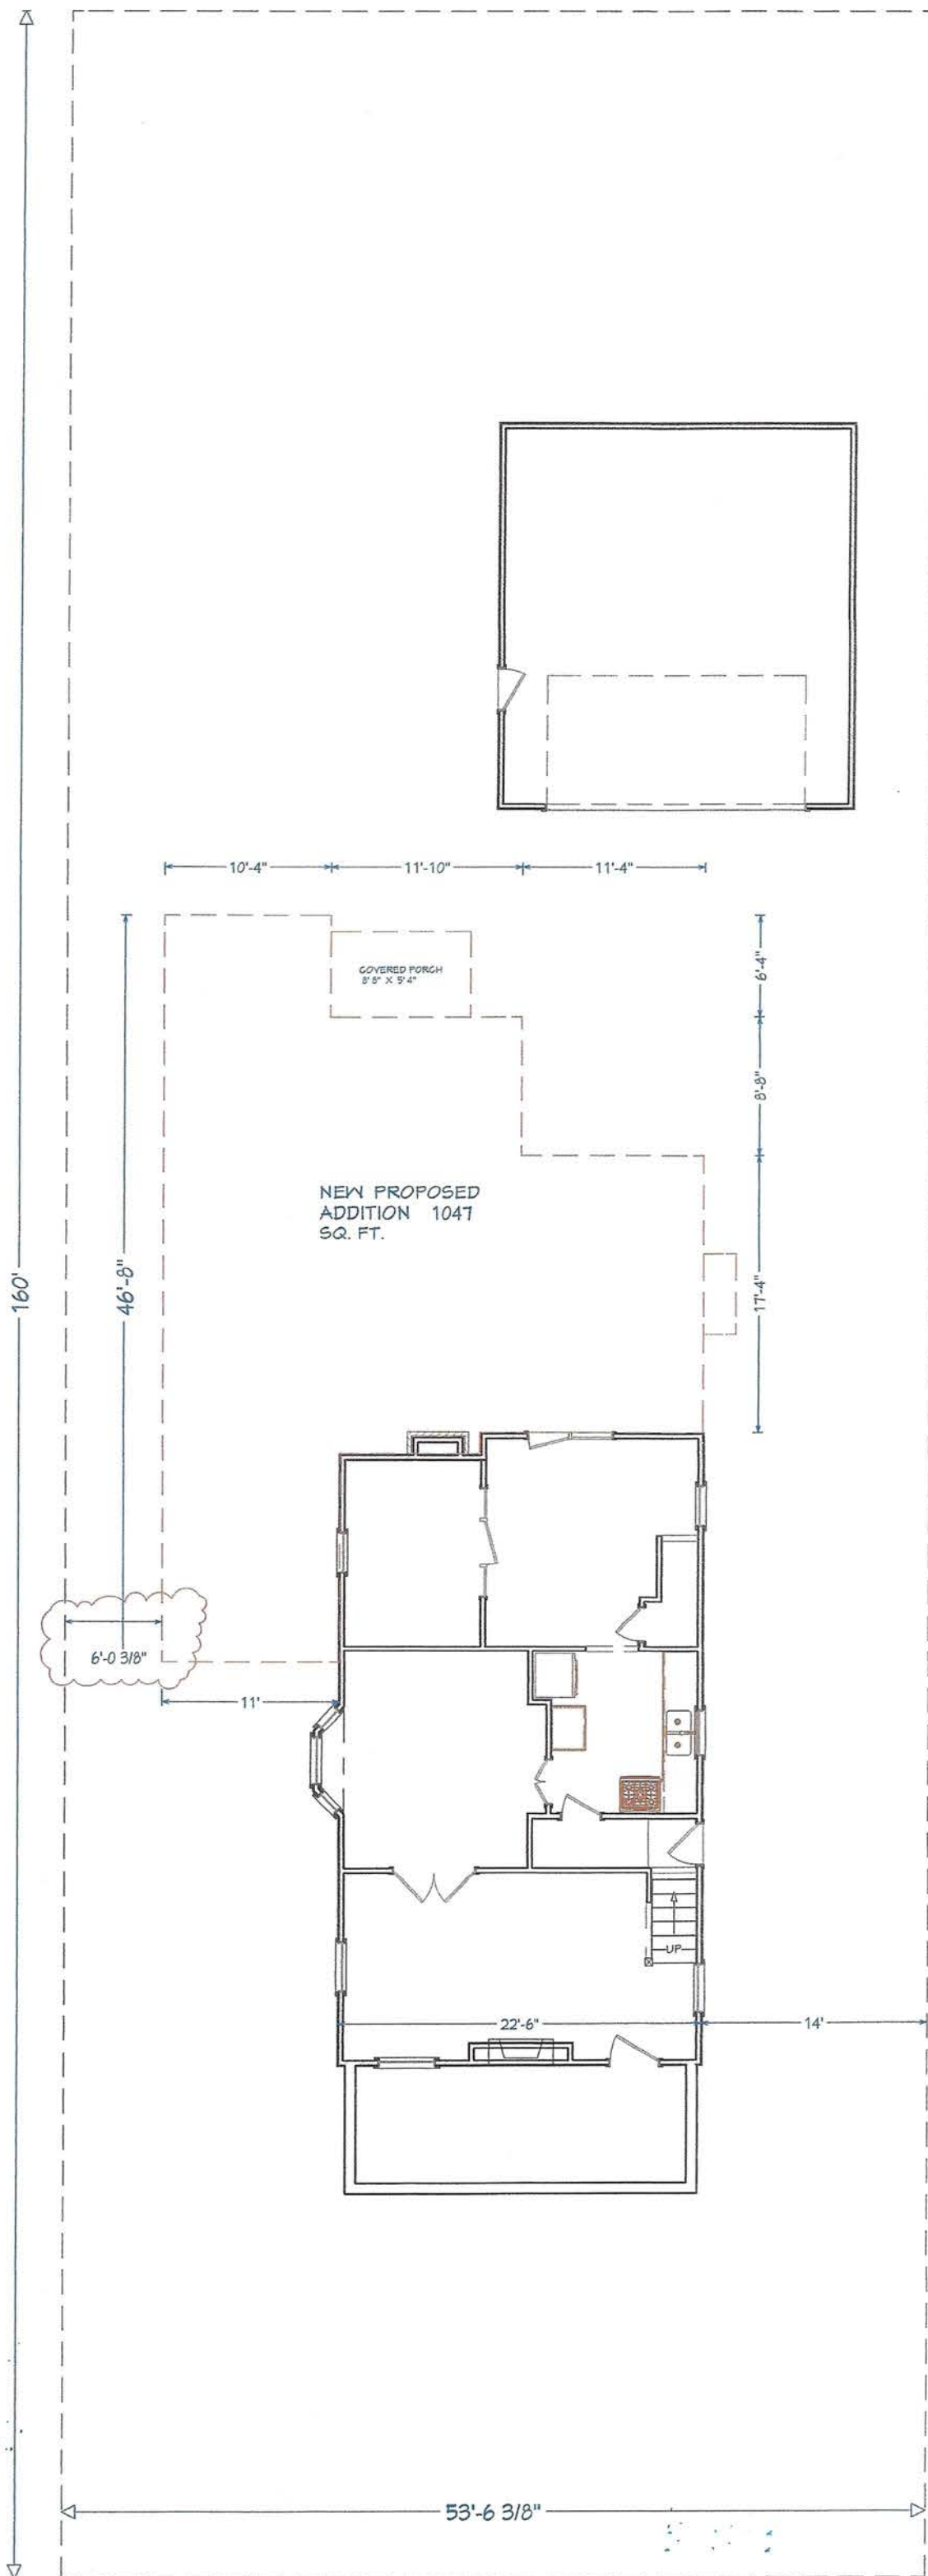 10'-4"
11'-10"
11'-4"
COVERED PORCH
8'8" X 5'4"
6'-4"
8'-8"
NEW PROPOSED
ADDITION 1047
SQ. FT.
160'
46'-8"
17'-4"
6'-0 3/8"
11'
UP
22'-6"
14'
53'-6 3/8"